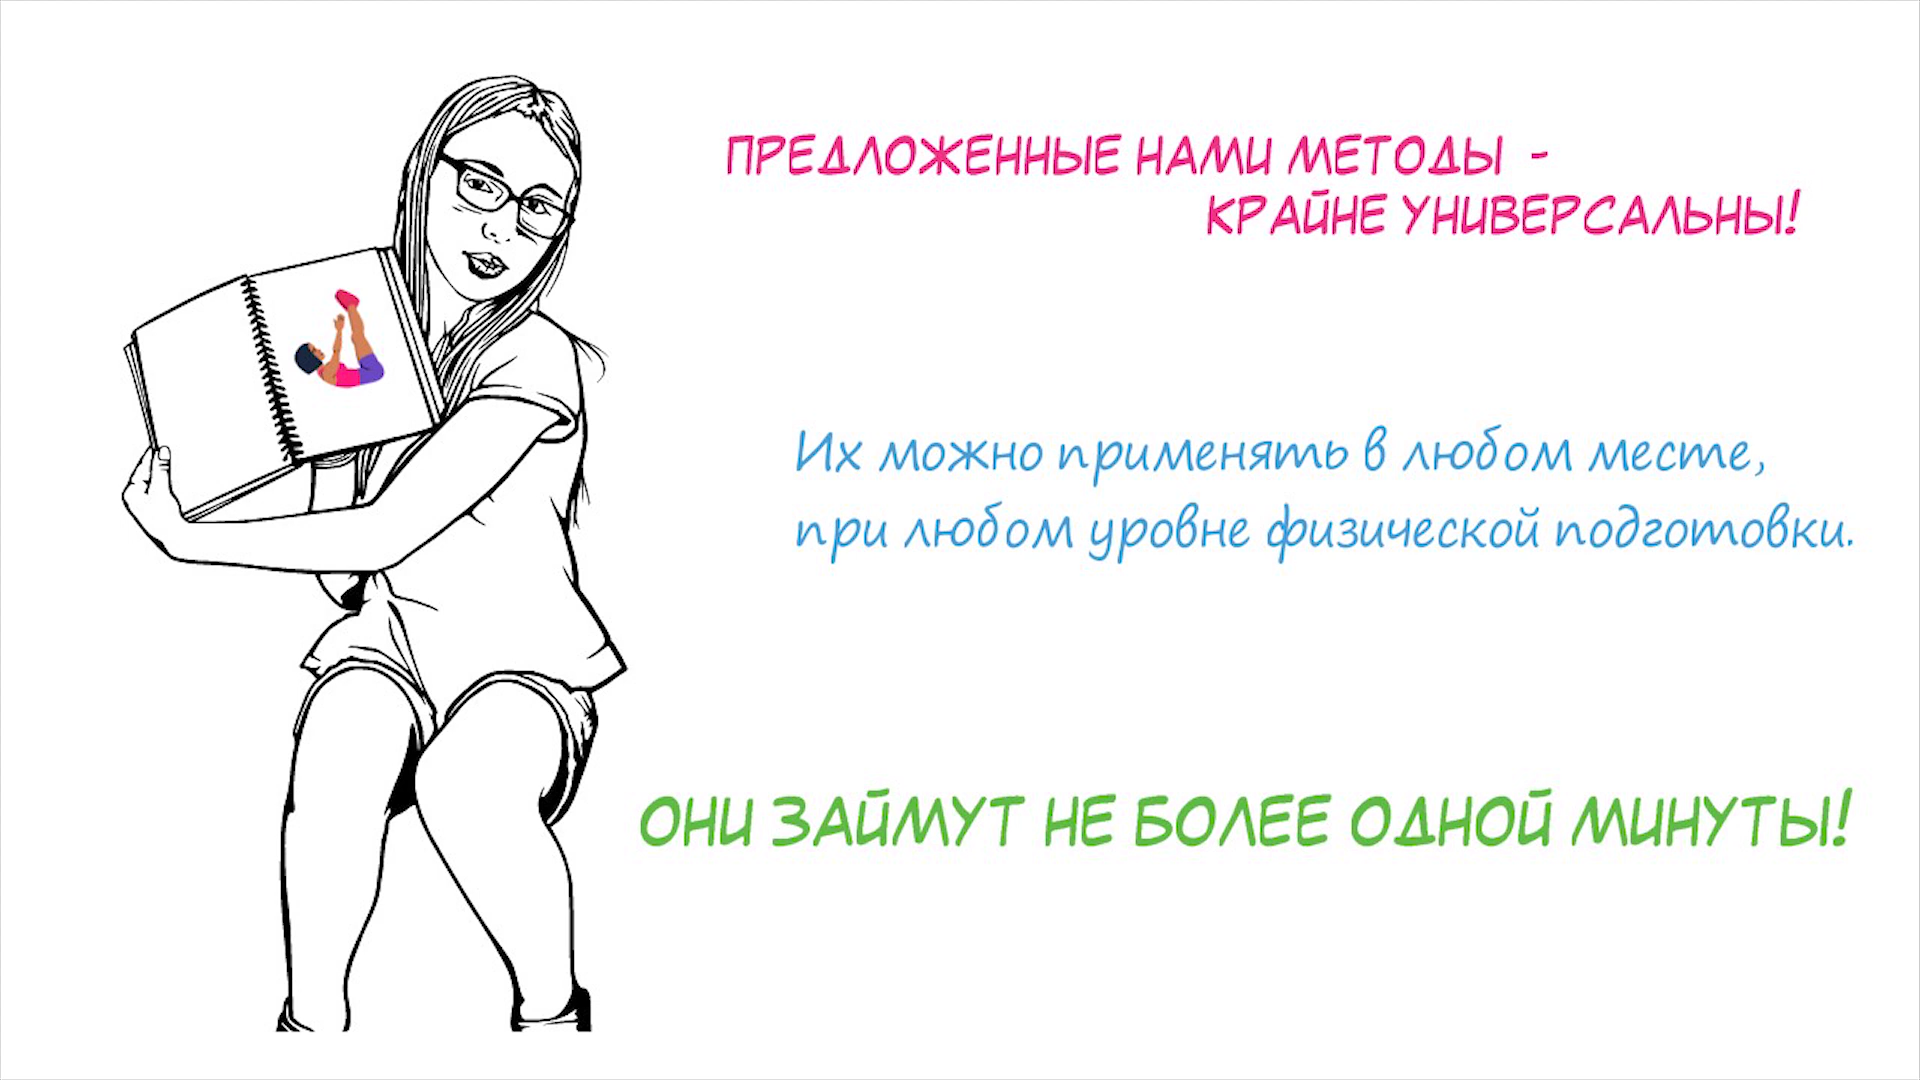 ПРЕДЛОЖЕННЫЕ НАМИ МЕТОДЫ -
КРАЙНЕ УНИВЕРСАЛЬНЫ!
Их можно применять в любом месте,
при любом уровне физической подготовки.
ОНИ ЗАЙМУТ НЕ БОЛЕЕ ОДНОЙ МИНУТЫ!